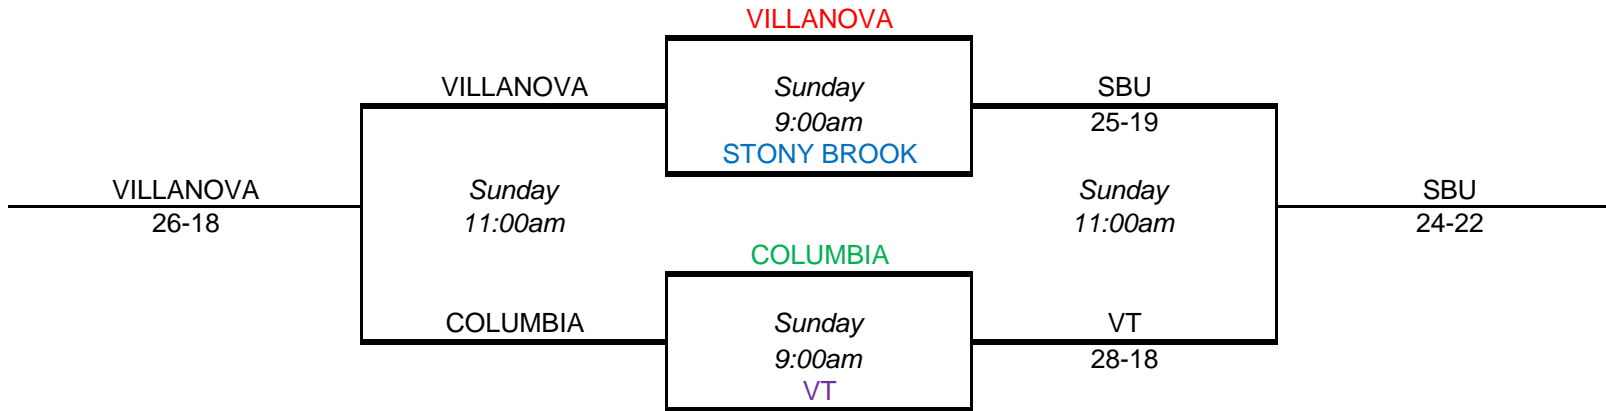 VILLANOVA
VILLANOVA
Sunday
SBU
9:00am
25-19
STONY BROOK
VILLANOVA
Sunday
Sunday
SBU
26-18
11:00am
11:00am
24-22
COLUMBIA
COLUMBIA
Sunday
VT
9:00am
28-18
VT